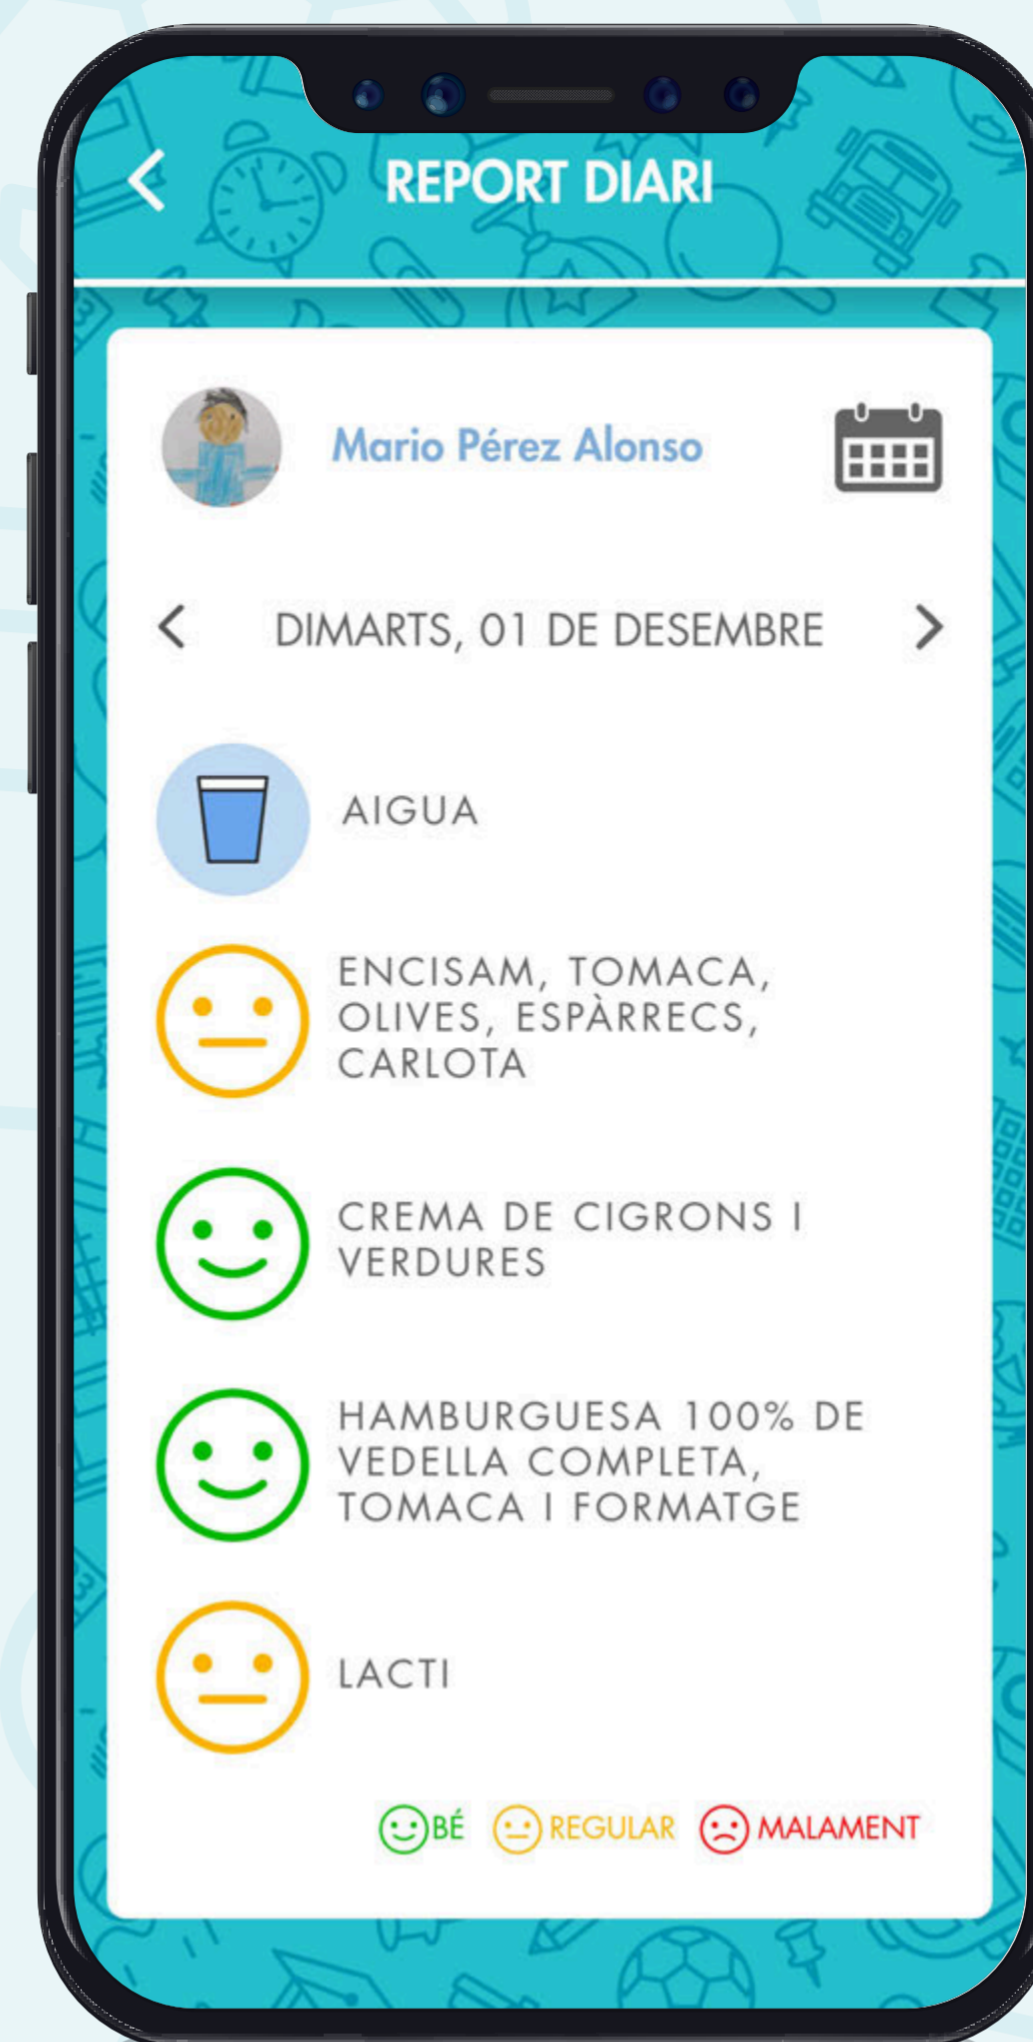 REPORT DIARI
Mario Pérez Alonso
DIMARTS, 01 DE DESEMBRE
AIGUA
ENCISAM, TOMACA,
OLIVES, ESPÀRRECS,
CARLOTA
CREMA DE CIGRONS I
VERDURES
HAMBURGUESA 100% DE
VEDELLA COMPLETA,
TOMACA I FORMATGE
LACTI
BÉ REGULAR MALAMENT